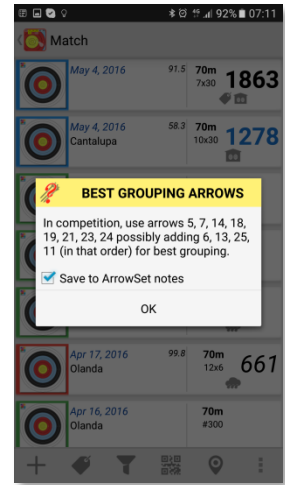 92% 07:11
Match
May 4, 2016 91.5 70m 1863
7x30
May 4, 2016 58.3 70m 1278
Cantalupa 10x30
BEST GROUPING ARROWS
In competition, use arrows 5, 7, 14, 18,
19, 21, 23, 24 possibly adding 6, 13, 25,
11 (in that order) for best grouping.
Save to ArrowSet notes
OK
Apr 17, 2016 99.8 70m 661
Olanda 12x6
Apr 16, 2016 70m
Olanda #300